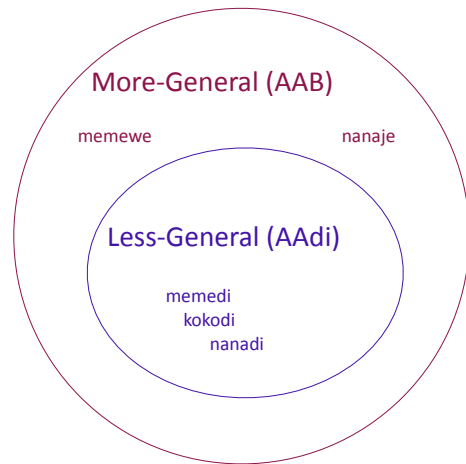 More-General (AAB)
memewe
nanaje
Less-General (AAdi)
memedi
kokodi
nanadi